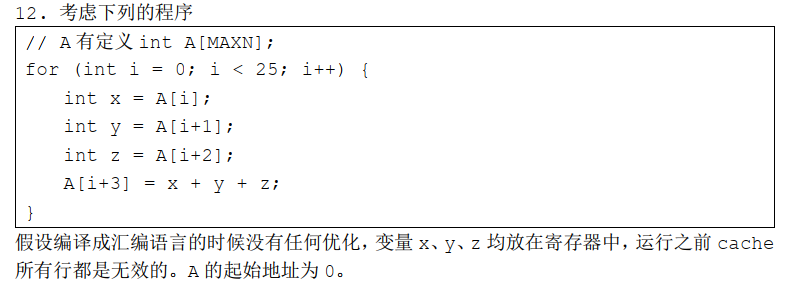 12. 考虑下列的程序
// A有定义 int A[MAXN];
for (int i = 0; i < 25; i++) {
int x = A[i];
int y = A[i+1];
int z = A[i+2];
A[i+3] = x + y + z;
}
假设编译成汇编语言的时候没有任何优化，变量 x、y、z 均放在寄存器中，运行之前 cache
所有行都是无效的。A 的起始地址为 0。